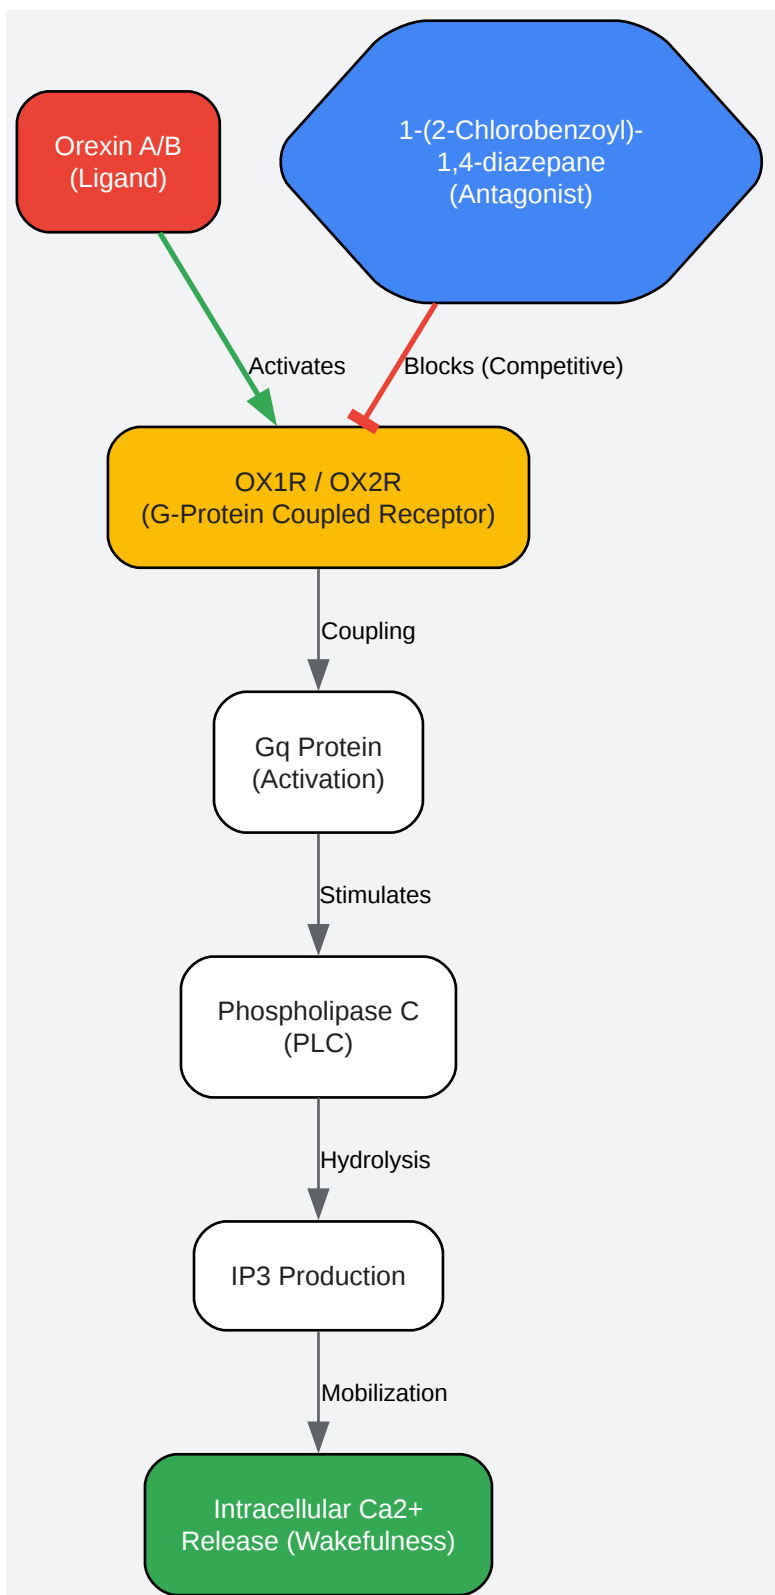 Orexin A/B
(Ligand)
1-(2-Chlorobenzoyl)-
1,4-diazepane
(Antagonist)
Activates
Blocks (Competitive)
OX1R / OX2R
(G-Protein Coupled Receptor)
Coupling
Gq Protein
(Activation)
Stimulates
Phospholipase C
(PLC)
Hydrolysis
IP3 Production
Mobilization
Intracellular Ca2+
Release (Wakefulness)